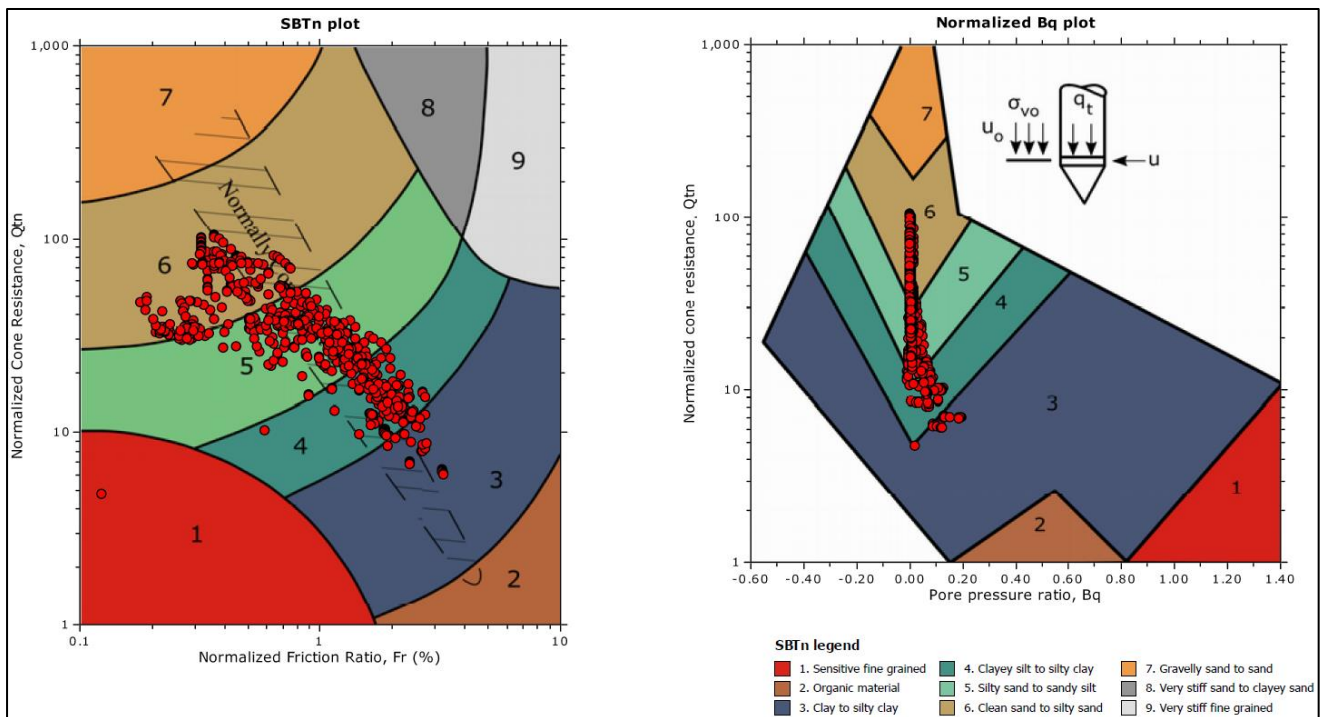 SBTn plot
1,000
100
10
1
0.1
1
10
Normalized Cone Resistance, Qtn
Normalized Friction Ratio, Fr (%)
7
8
9
Normally
6
5
4
3
1
2
Normalized Bq plot
1,000
100
10
1
-0.60
-0.40
-0.20
0.00
0.20
0.40
0.60
0.80
1.00
1.20
1.40
Normalized cone resistance, Qtn
Pore pressure ratio, Bq
7
6
5
4
3
2
1
σvo
qt
uo
u
SBTn legend
1. Sensitive fine grained
2. Organic material
3. Clay to silty clay
4. Clayey silt to silty clay
5. Silty sand to sandy silt
6. Clean sand to silty sand
7. Gravelly sand to sand
8. Very stiff sand to clayey sand
9. Very stiff fine grained